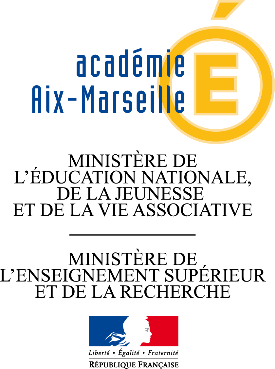 académie
Aix-Marseille
É
MINISTÈRE DE
L'ÉDUCATION NATIONALE,
DE LA JEUNESSE
ET DE LA VIE ASSOCIATIVE
MINISTÈRE DE
L'ENSEIGNEMENT SUPÉRIEUR
ET DE LA RECHERCHE
Liberté • Égalité • Fraternité
RÉPUBLIQUE FRANÇAISE